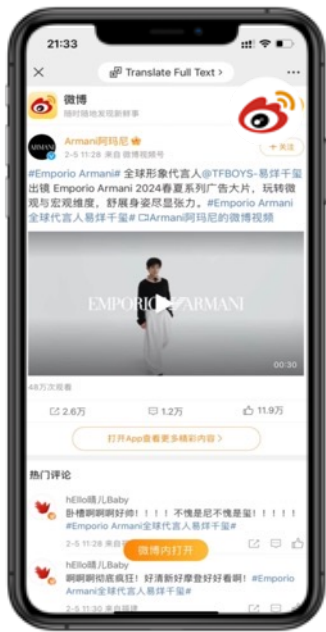 21:33
Translate Full Text >
微博
随时随地发现新鲜事
ARMANI
Armani阿玛尼
+关注
2-5 11:28 来自 微博视频号
#Emporio Armani# 全球形象代言人@TFBOYS-易烊千玺
出镜 Emporio Armani 2024春夏系列广告大片，玩转微
观与宏观维度，舒展身姿尽显张力。#Emporio Armani
全球代言人易烊千玺# Armani阿玛尼的微博视频
EMPORIO ARMANI
00:30
48万次观看
2.6万
1.2万
11.9万
打开App查看更多精彩内容 >
热门评论
hEllo晴儿Baby
卧槽啊啊啊好帅！！！！不愧是尼不愧是玺！！！！！
#Emporio Armani全球代言人易烊千玺#
2-5 11:28 来自
微博内打开
hEllo晴儿Baby
啊啊啊彻底疯狂！好清新好摩登好好看啊！#Emporio
Armani全球代言人易烊千玺#
2-5 11:30 来自福建